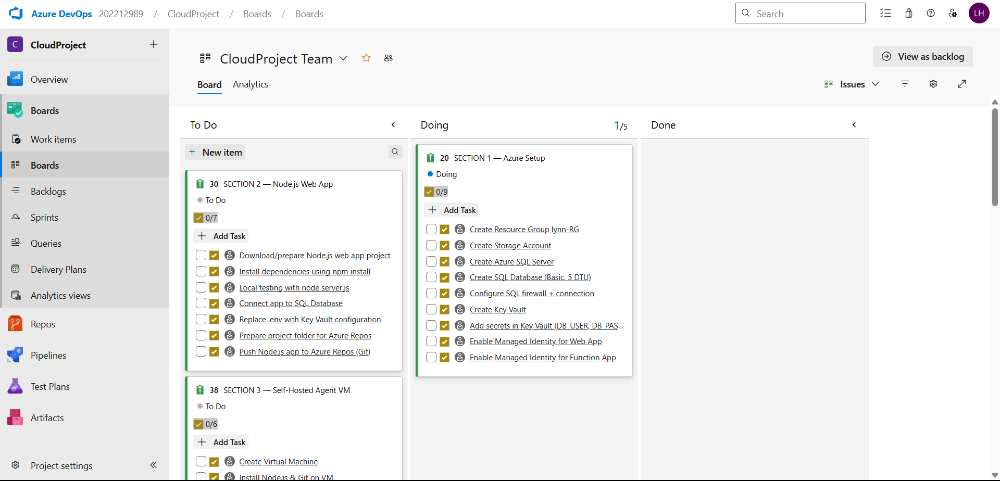 Azure DevOps 202212989 / CloudProject / Boards / Boards
Search
LH
C CloudProject
Overview
Boards
Work items
Boards
Backlogs
Sprints
Queries
Delivery Plans
Analytics views
Repos
Pipelines
Test Plans
Artifacts
Project settings
CloudProject Team
View as backlog
Board Analytics
Issues
To Do
New item
30 SECTION 2 — Node.js Web App
To Do
0/7
Add Task
Download/prepare Node.js web app project
Install dependencies using npm install
Local testing with node server.js
Connect app to SQL Database
Replace .env with Key Vault configuration
Prepare project folder for Azure Repos
Push Node.js app to Azure Repos (Git)
38 SECTION 3 — Self-Hosted Agent VM
To Do
0/6
Add Task
Create Virtual Machine
Install Node.js & Git on VM
Doing 1/5
20 SECTION 1 — Azure Setup
Doing
0/9
Add Task
Create Resource Group lynn-RG
Create Storage Account
Create Azure SQL Server
Create SQL Database (Basic, 5 DTU)
Configure SQL firewall + connection
Create Key Vault
Add secrets in Key Vault (DB_USER, DB_PAS...
Enable Managed Identity for Web App
Enable Managed Identity for Function App
Done